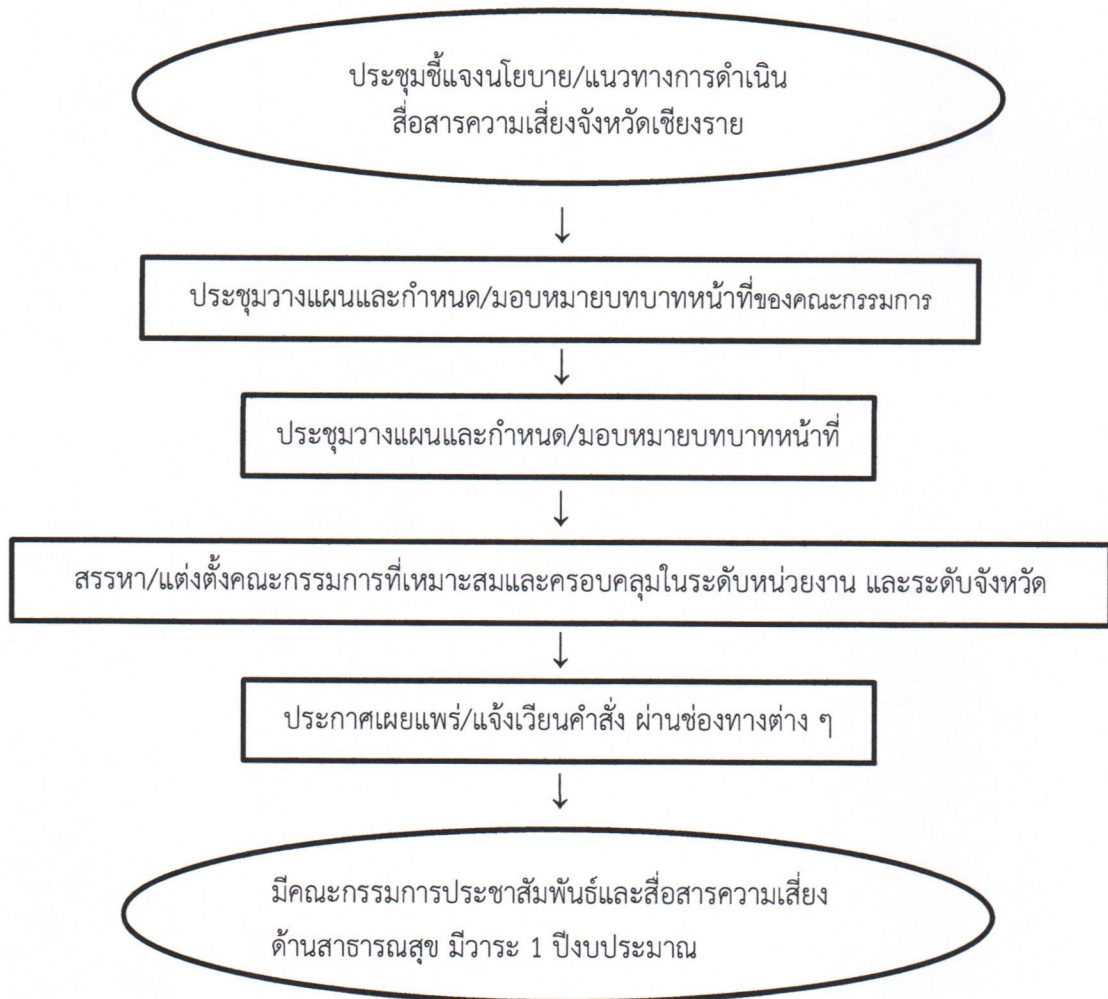 ประชุมชี้แจงนโยบาย/แนวทางการดำเนิน
สื่อสารความเสี่ยงจังหวัดเชียงราย
↓
ประชุมวางแผนและกำหนด/มอบหมายบทบาทหน้าที่ของคณะกรรมการ
↓
ประชุมวางแผนและกำหนด/มอบหมายบทบาทหน้าที่
↓
สรรหา/แต่งตั้งคณะกรรมการที่เหมาะสมและครอบคลุมในระดับหน่วยงาน และระดับจังหวัด
↓
ประกาศเผยแพร่/แจ้งเวียนคำสั่ง ผ่านช่องทางต่าง ๆ
↓
มีคณะกรรมการประชาสัมพันธ์และสื่อสารความเสี่ยง
ด้านสาธารณสุข มีวาระ 1 ปีงบประมาณ